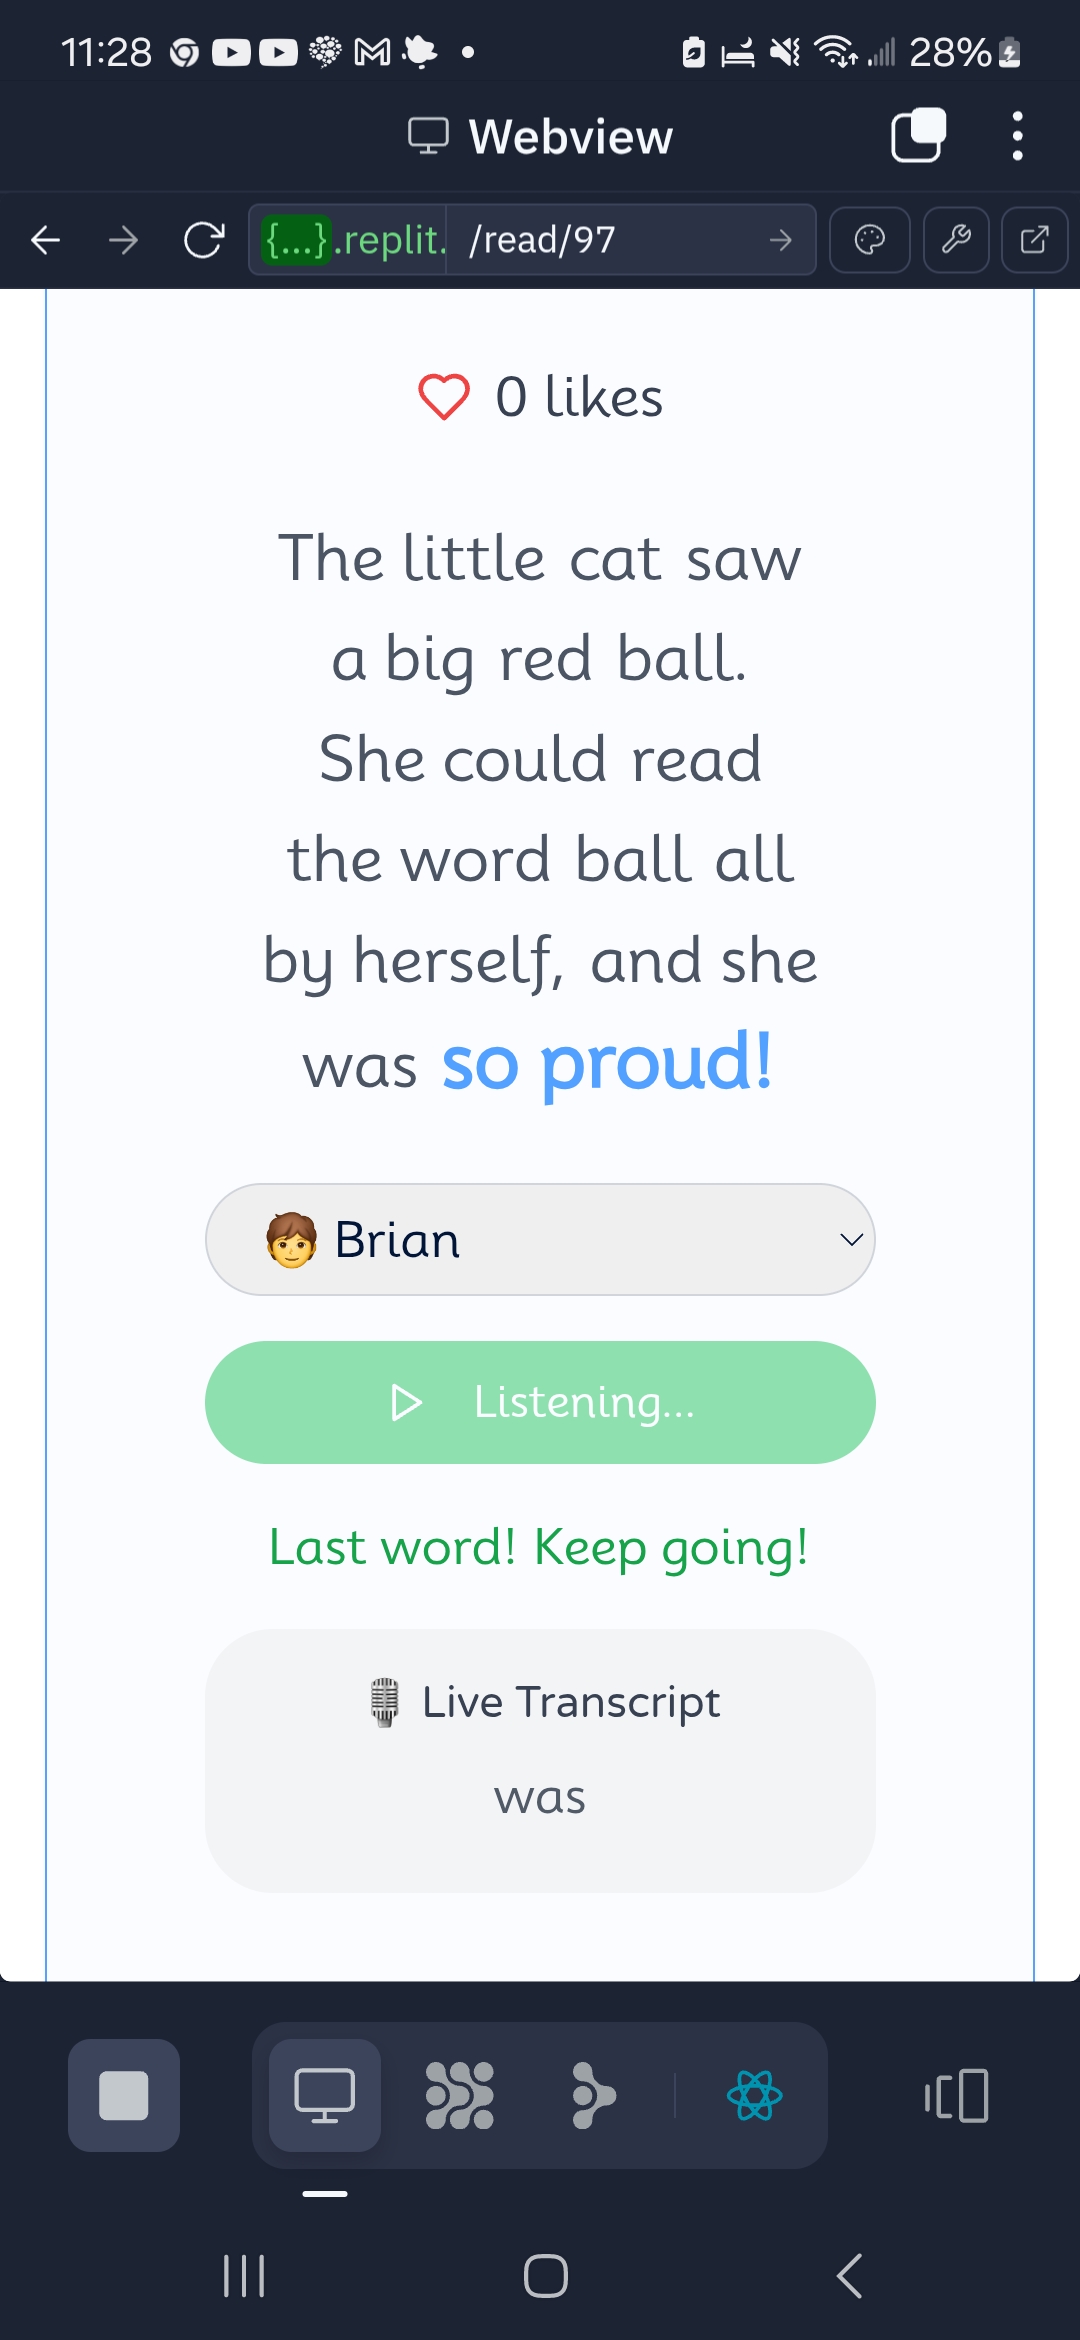 11:28 28%
Webview
{...}.replit. /read/97
0 likes
The little cat saw
a big red ball.
She could read
the word ball all
by herself, and she
was so proud!
Brian
Listening...
Last word! Keep going!
Live Transcript
was